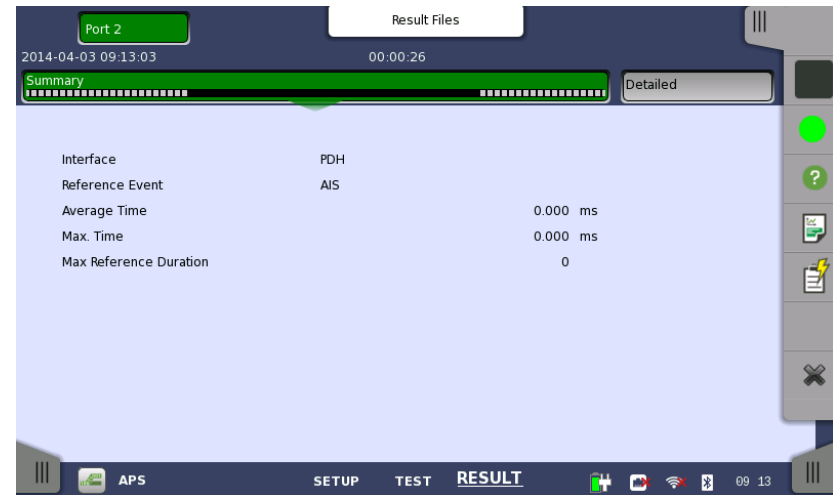 Port 2
Result Files
2014-04-03 09:13:03 00:00:26
Summary
Detailed
Interface PDH
Reference Event AIS
Average Time 0.000 ms
Max. Time 0.000 ms
Max Reference Duration 0
APS SETUP TEST RESULT 09 13